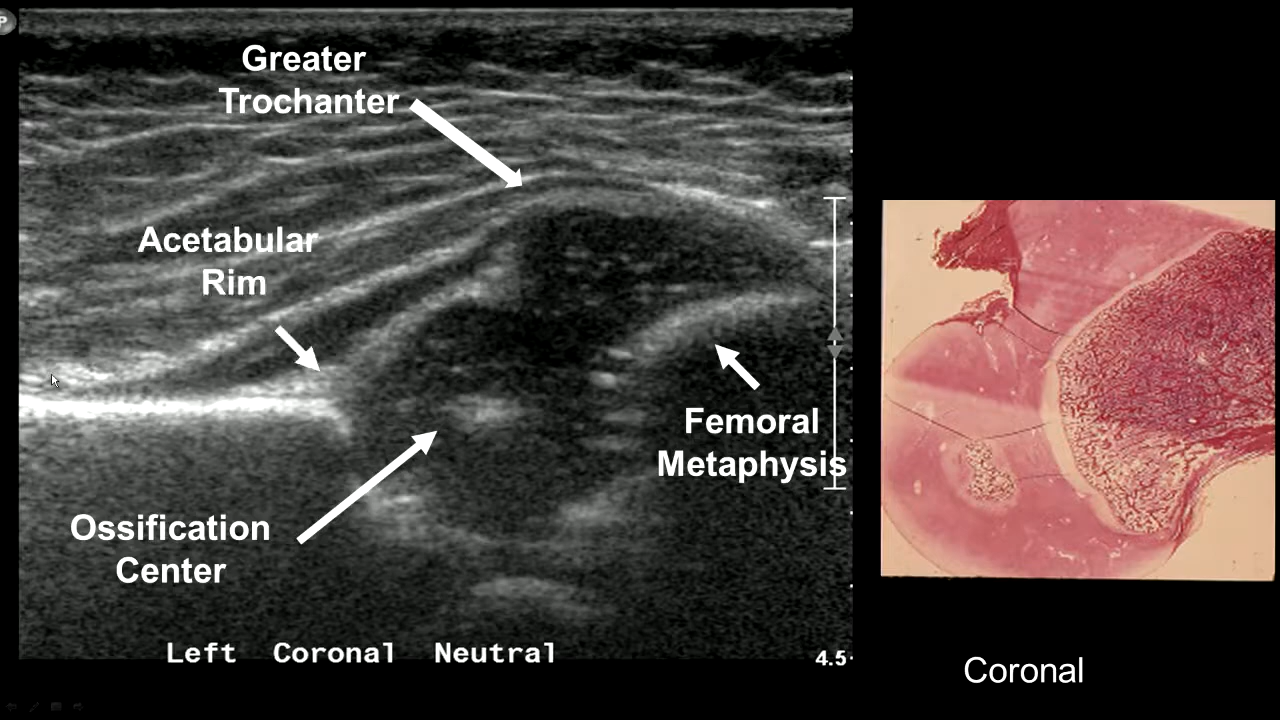 P
Greater
Trochanter
Acetabular
Rim
Femoral
Metaphysis
Ossification
Center
Left Coronal Neutral
4.5
Coronal